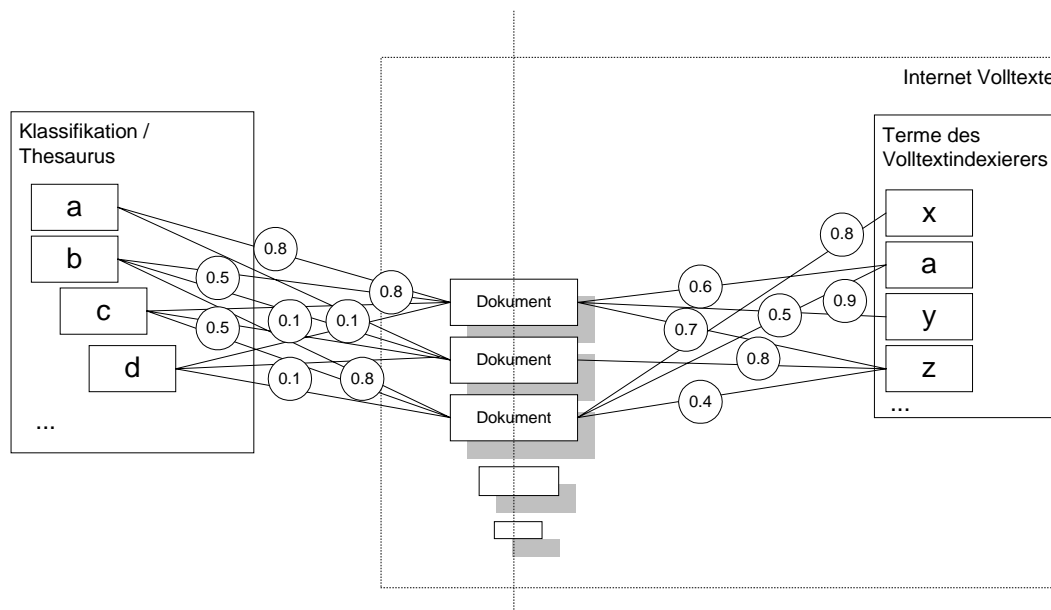 Internet Volltexte
Klassifikation /
Thesaurus
a
b
c
d
...
0.8
0.5
0.8
0.1
0.1
0.5
0.1
0.8
Dokument
Dokument
Dokument
0.8
0.6
0.9
0.5
0.7
0.8
0.4
Terme des
Volltextindexierers
x
a
y
z
...